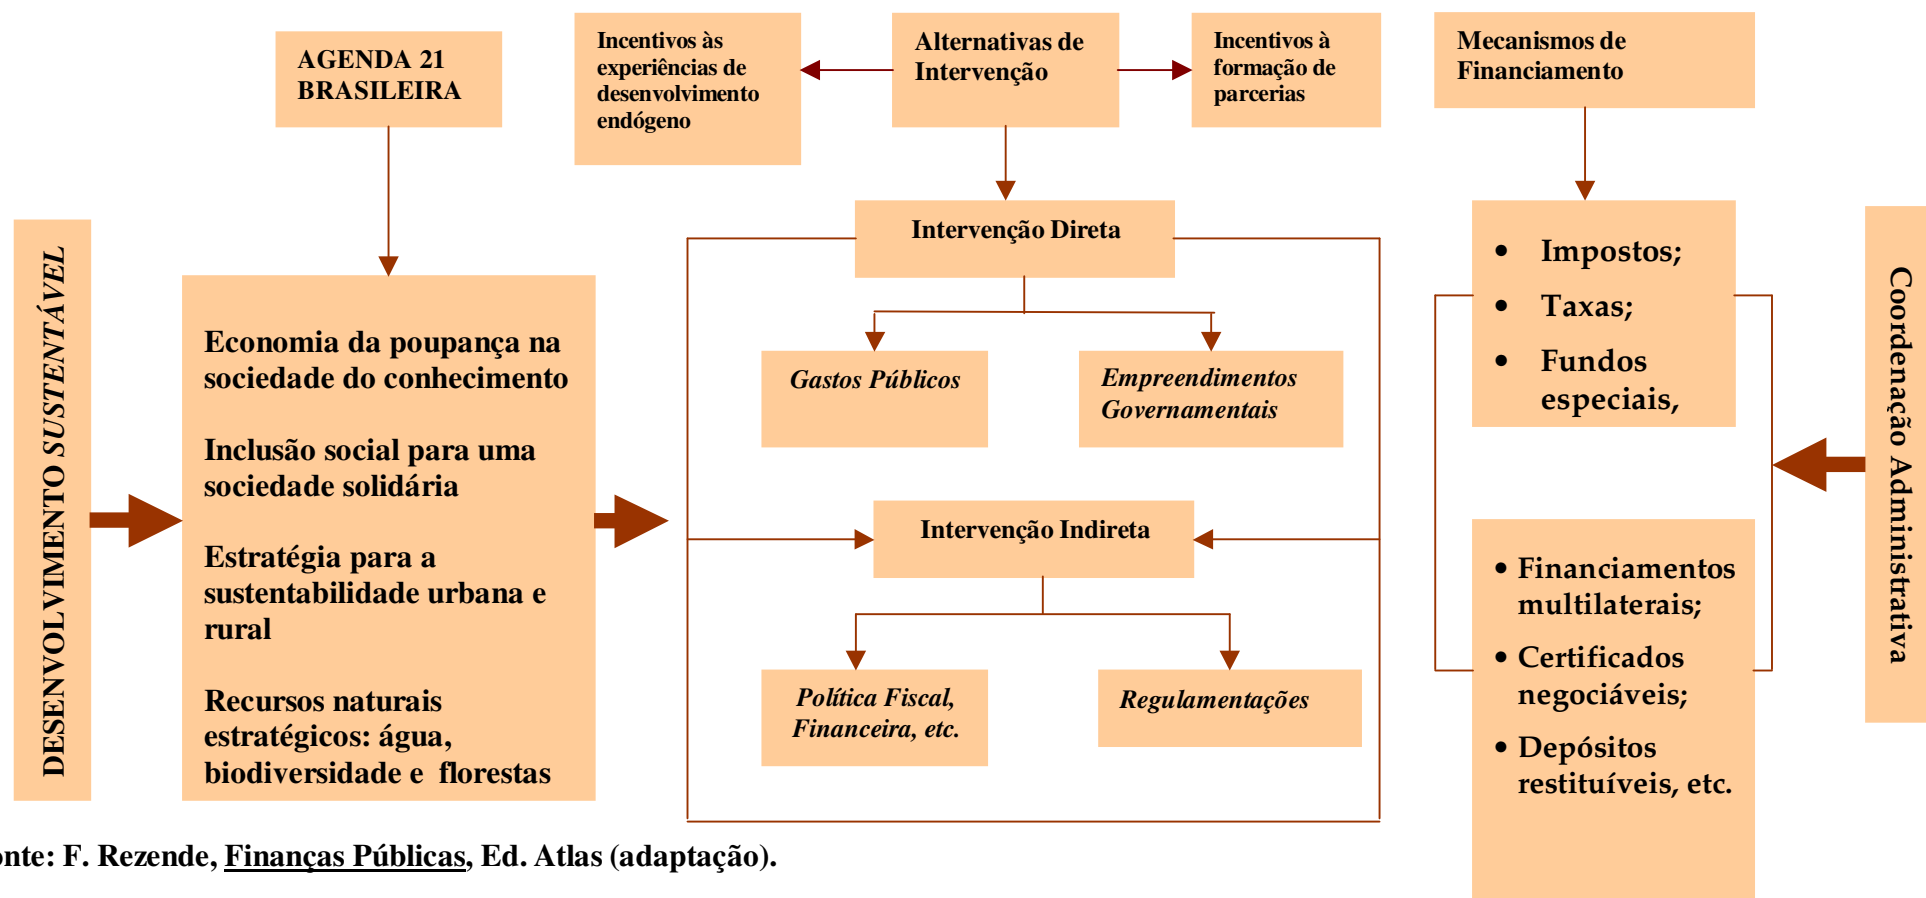 AGENDA 21
BRASILEIRA
Incentivos às
experiências de
desenvolvimento
endógeno
Alternativas de
Intervenção
Incentivos à
formação de
parcerias
Mecanismos de
Financiamento
DESENVOLVIMENTO SUSTENTÁVEL
Economia da poupança na
sociedade do conhecimento
Inclusão social para uma
sociedade solidária
Estratégia para a
sustentabilidade urbana e
rural
Recursos naturais
estratégicos: água,
biodiversidade e florestas
Intervenção Direta
Gastos Públicos
Empreendimentos
Governamentais
Intervenção Indireta
Política Fiscal,
Financeira, etc.
Regulamentações
• Impostos;
• Taxas;
• Fundos
especiais,
• Financiamentos
multilaterais;
• Certificados
negociáveis;
• Depósitos
restituíveis, etc.
Coordenação Administrativa
onte: F. Rezende, Finanças Públicas, Ed. Atlas (adaptação).